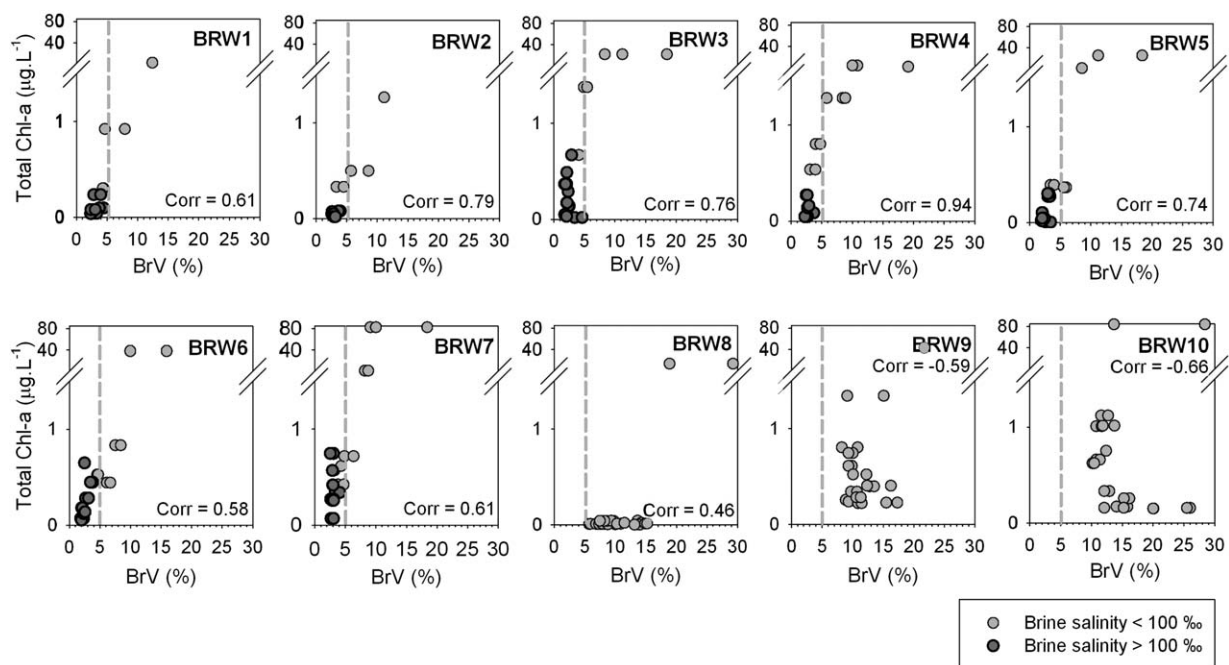 80
40
1
0
0 5 10 15 20 25 30
Total Chl-a (µg.L⁻¹)
BrV (%)
BRW1
Corr = 0.61
80
40
1
0
0 5 10 15 20 25 30
BrV (%)
BRW2
Corr = 0.79
80
40
1
0
0 5 10 15 20 25 30
BrV (%)
BRW3
Corr = 0.76
80
40
1
0
0 5 10 15 20 25 30
BrV (%)
BRW4
Corr = 0.94
80
40
1
0
0 5 10 15 20 25 30
BrV (%)
BRW5
Corr = 0.74
80
40
1
0
0 5 10 15 20 25 30
Total Chl-a (µg.L⁻¹)
BrV (%)
BRW6
Corr = 0.58
80
40
1
0
0 5 10 15 20 25 30
BrV (%)
BRW7
Corr = 0.61
80
40
1
0
0 5 10 15 20 25 30
BrV (%)
BRW8
Corr = 0.46
80
40
1
0
0 5 10 15 20 25 30
BrV (%)
BRW9
Corr = -0.59
80
40
1
0
0 5 10 15 20 25 30
BrV (%)
BRW10
Corr = -0.66
Brine salinity < 100 ‰
Brine salinity > 100 ‰